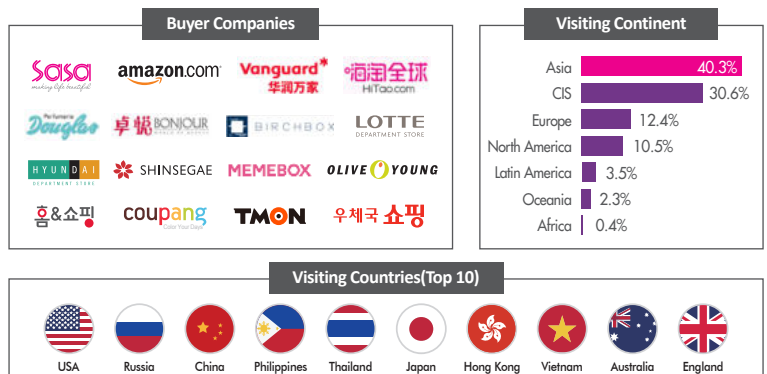 Buyer Companies
Sasa
making life beautiful
amazon.com
Vanguard
华润万家
海淘全球
HiTao.com
Douglas
卓悦 BONJOUR
BIRCHBOX
LOTTE
DEPARTMENT STORE
HYUNDAI
DEPARTMENT STORE
SHINSEGAE
MEMEBOX
OLIVE YOUNG
홈&쇼핑
coupang
Color Your Days
TMON
우체국 쇼핑
Visiting Continent
Asia 40.3%
CIS 30.6%
Europe 12.4%
North America 10.5%
Latin America 3.5%
Oceania 2.3%
Africa 0.4%
Visiting Countries(Top 10)
USA
Russia
China
Philippines
Thailand
Japan
Hong Kong
Vietnam
Australia
England